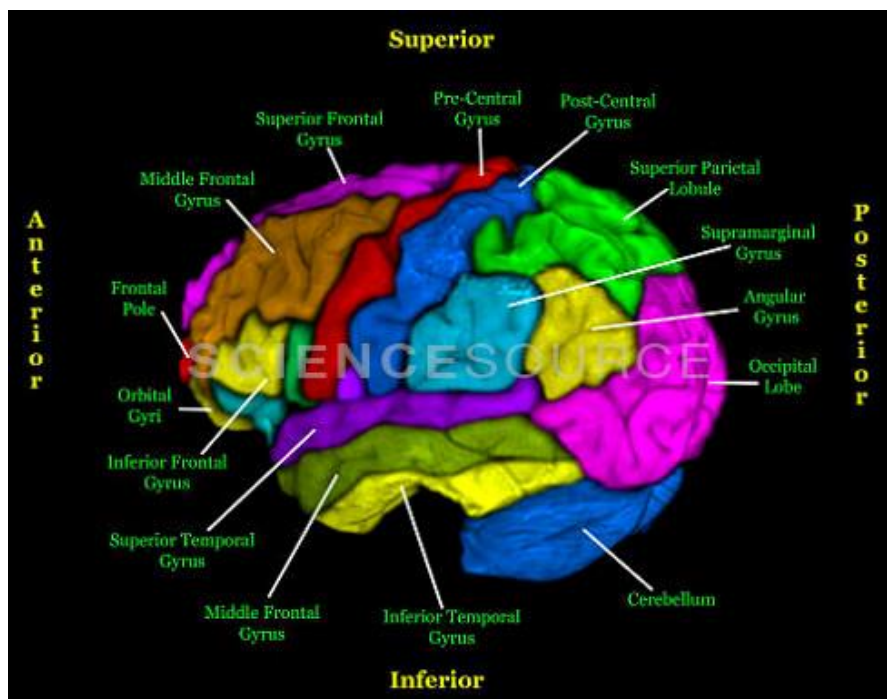 Superior
Pre-Central
Gyrus
Post-Central
Gyrus
Superior Frontal
Gyrus
Superior Parietal
Lobule
Middle Frontal
Gyrus
Anterior
Posterior
Supramarginal
Gyrus
Frontal
Pole
Angular
Gyrus
SCIENCESOURCE
Occipital
Lobe
Orbital
Gyri
Inferior Frontal
Gyrus
Superior Temporal
Gyrus
Cerebellum
Middle Frontal
Gyrus
Inferior Temporal
Gyrus
Inferior